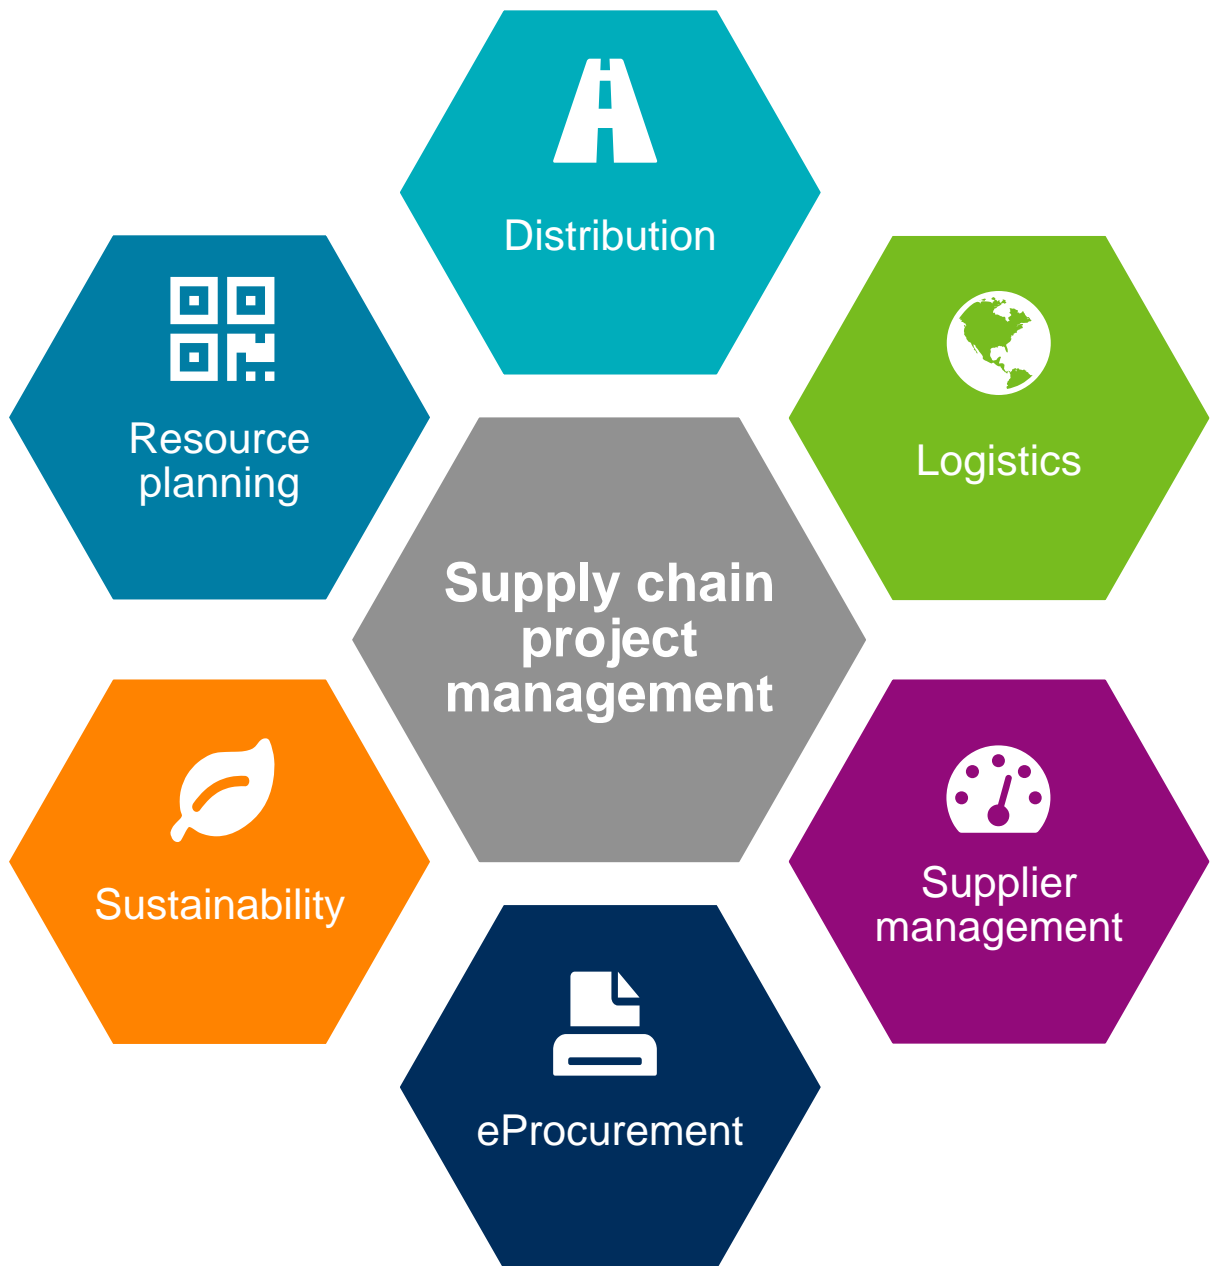 Distribution
Resource
planning
Logistics
Supply chain
project
management
Sustainability
Supplier
management
eProcurement